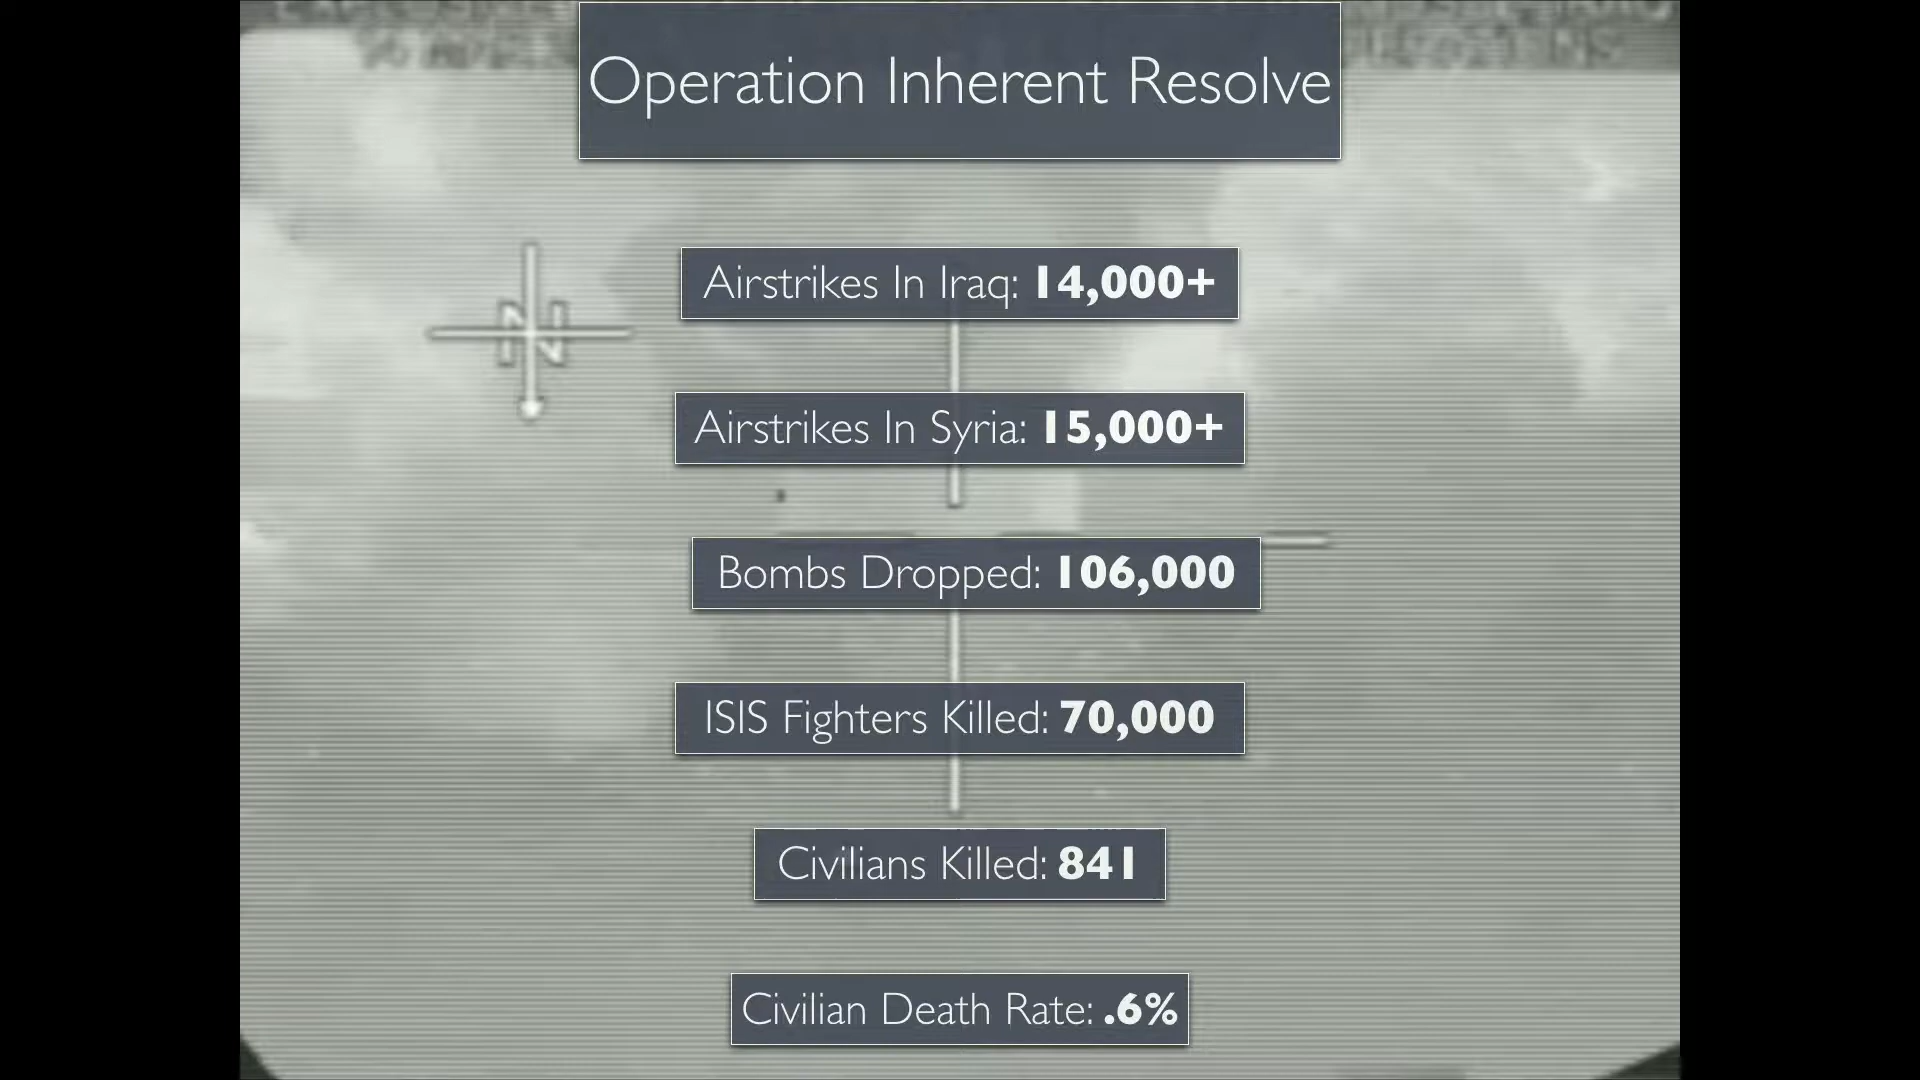 Operation Inherent Resolve
N
Airstrikes In Iraq: 14,000+
Airstrikes In Syria: 15,000+
Bombs Dropped: 106,000
ISIS Fighters Killed: 70,000
Civilians Killed: 841
Civilian Death Rate: .6%